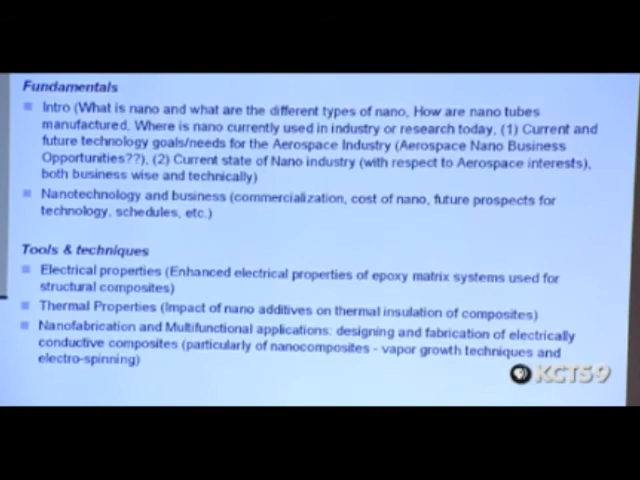 Fundamentals
Intro (What is nano and what are the different types of nano, How are nano tubes
manufactured, Where is nano currently used in industry or research today, (1) Current and
future technology goals/needs for the Aerospace Industry (Aerospace Nano Business
Opportunities??), (2) Current state of Nano industry (with respect to Aerospace interests),
both business wise and technically)
Nanotechnology and business (commercialization, cost of nano, future prospects for
technology, schedules, etc.)
Tools & techniques
Electrical properties (Enhanced electrical properties of epoxy matrix systems used for
structural composites)
Thermal Properties (Impact of nano additives on thermal insulation of composites)
Nanofabrication and Multifunctional applications: designing and fabrication of electrically
conductive composites (particularly of nanocomposites - vapor growth techniques and
electro-spinning)
KCTS9